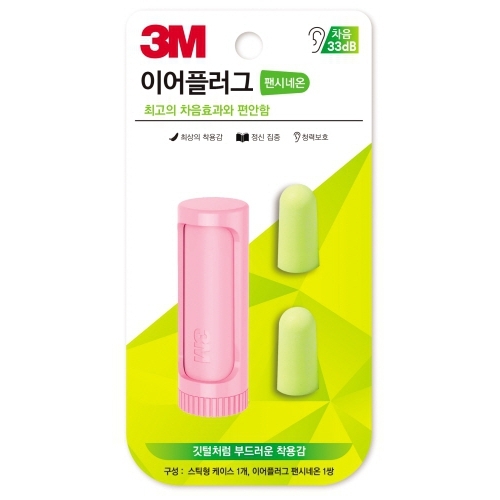 3M
차음
33dB
이어플러그 팬시네온
최고의 차음효과와 편안함
최상의 착용감 정신 집중 청력보호
3M
깃털처럼 부드러운 착용감
구성 : 스틱형 케이스 1개, 이어플러그 팬시네온 1쌍